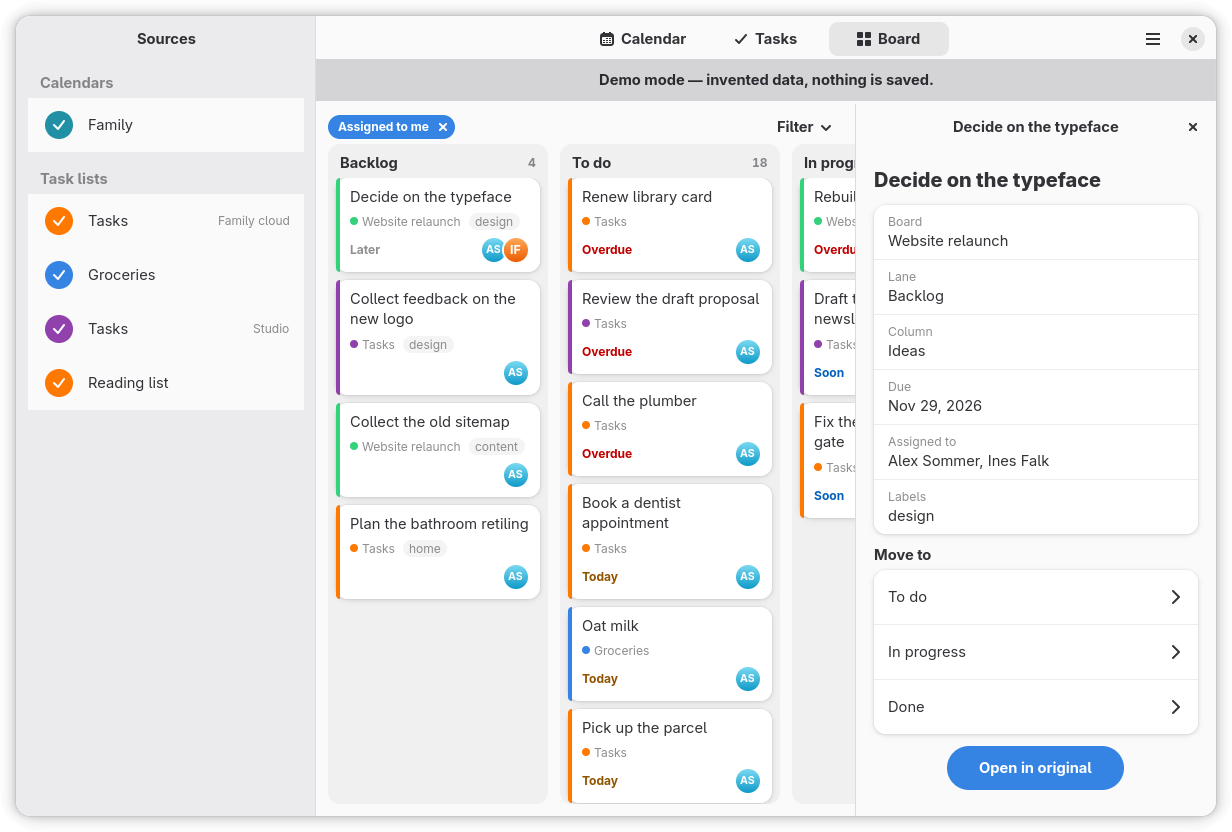 Sources
Calendars
Family
Task lists
Tasks Family cloud
Groceries
Tasks Studio
Reading list
Calendar Tasks Board
Demo mode — invented data, nothing is saved.
Assigned to me
Filter
Backlog 4
Decide on the typeface
Website relaunch design
Later AS IF
Collect feedback on the
new logo
Tasks design
AS
Collect the old sitemap
Website relaunch content
AS
Plan the bathroom retiling
Tasks home
AS
To do 18
Renew library card
Tasks
Overdue AS
Review the draft proposal
Tasks
Overdue AS
Call the plumber
Tasks
Overdue AS
Book a dentist
appointment
Tasks
Today AS
Oat milk
Groceries
Today AS
Pick up the parcel
Tasks
Today AS
In
Draft
Tasks
Soon
Fix the
gate
Tasks
Soon
Decide on the typeface
Decide on the typeface
Board
Website relaunch
Lane
Backlog
Column
Ideas
Due
Nov 29, 2026
Assigned to
Alex Sommer, Ines Falk
Labels
design
Move to
To do
In progress
Done
Open in original